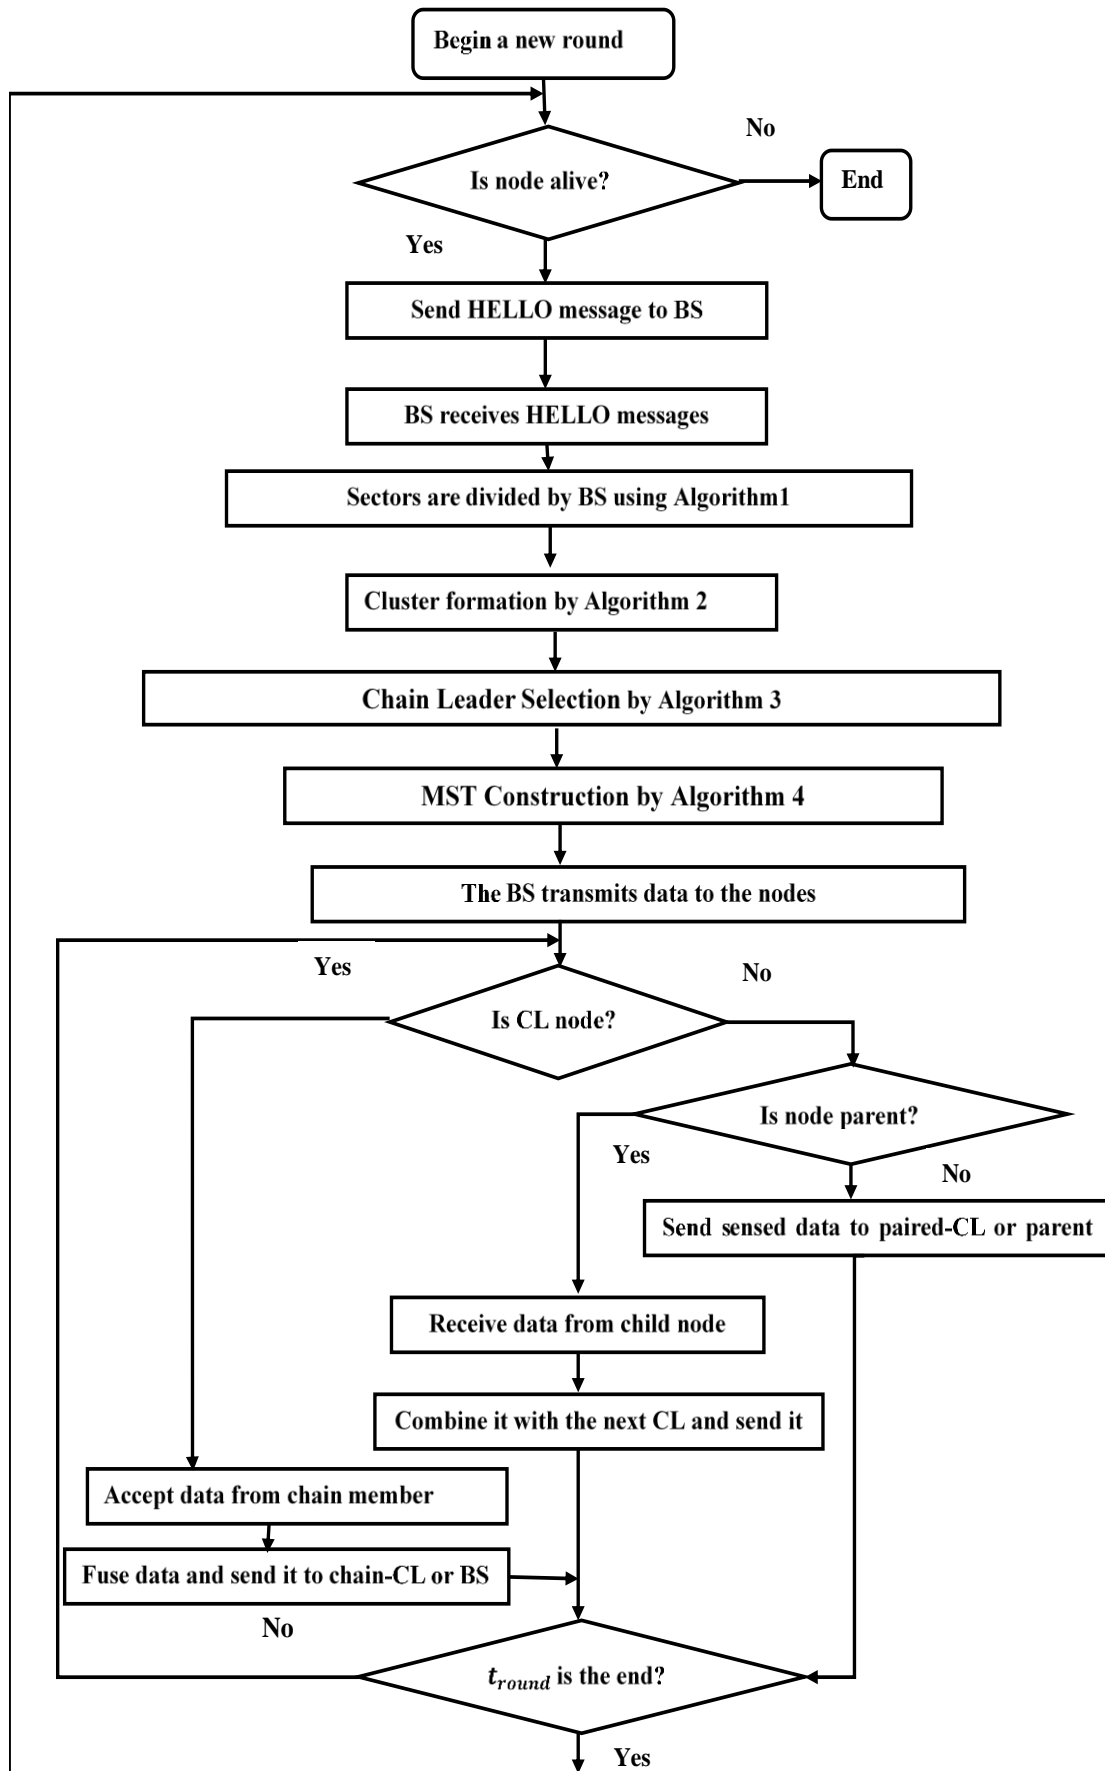 Begin a new round
No
Is node alive?
End
Yes
Send HELLO message to BS
BS receives HELLO messages
Sectors are divided by BS using Algorithm1
Cluster formation by Algorithm 2
Chain Leader Selection by Algorithm 3
MST Construction by Algorithm 4
The BS transmits data to the nodes
Yes
No
Is CL node?
Is node parent?
Yes
No
Send sensed data to paired-CL or parent
Receive data from child node
Combine it with the next CL and send it
Accept data from chain member
Fuse data and send it to chain-CL or BS
No
t_round is the end?
Yes